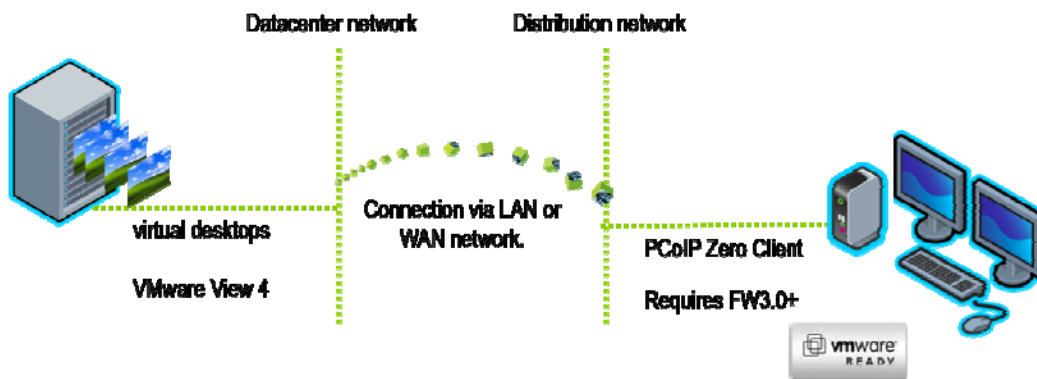 Datacenter network
Distribution network
virtual desktops
VMware View 4
Connection via LAN or
WAN network.
PCoIP Zero Client
Requires FW3.0+
vmware
READY